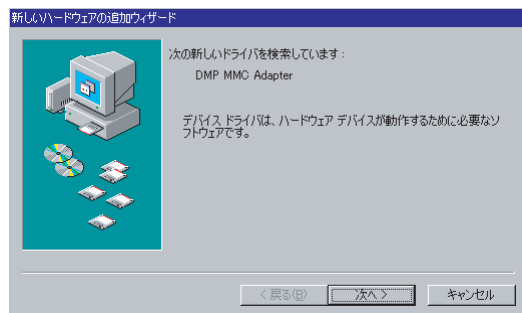 新しいハードウェアの追加ウィザード
次の新しいドライバを検索しています：
DMP MMC Adapter
デバイス ドライバは、ハードウェア デバイスが動作するために必要なソ
フトウェアです。
< 戻る(B)
次へ >
キャンセル